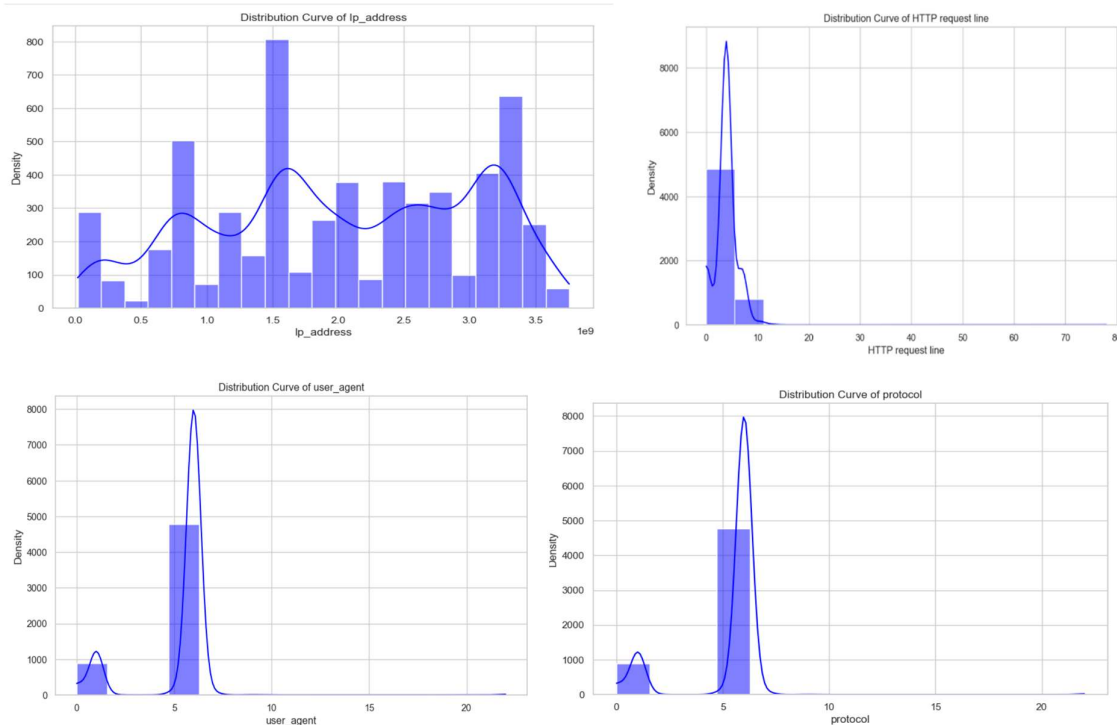 Distribution Curve of Ip_address
800
700
600
500
400
300
200
100
0
Density
0.0 0.5 1.0 1.5 2.0 2.5 3.0 3.5
1e9
Ip_address
Distribution Curve of HTTP request line
8000
6000
4000
2000
0
Density
0 10 20 30 40 50 60 70 80
HTTP request line
Distribution Curve of user_agent
8000
7000
6000
5000
4000
3000
2000
1000
0
Density
0 5 10 15 20
user_agent
Distribution Curve of protocol
8000
7000
6000
5000
4000
3000
2000
1000
0
Density
0 5 10 15 20
protocol